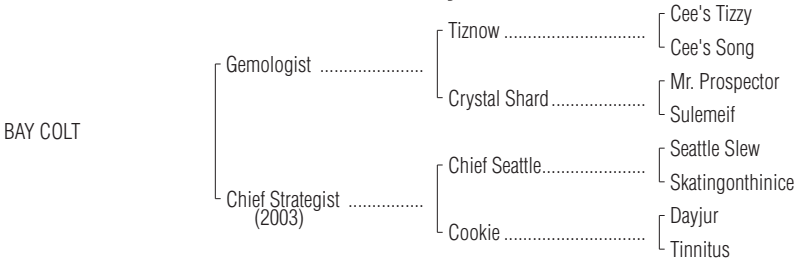 Cee's Tizzy
Tiznow ..............................
Cee's Song
Gemologist ......................
Mr. Prospector
Crystal Shard....................
Sulemeif
BAY COLT
Seattle Slew
Chief Seattle......................
Skatingonthinice
Chief Strategist ................
(2003)
Dayjur
Cookie ..............................
Tinnitus